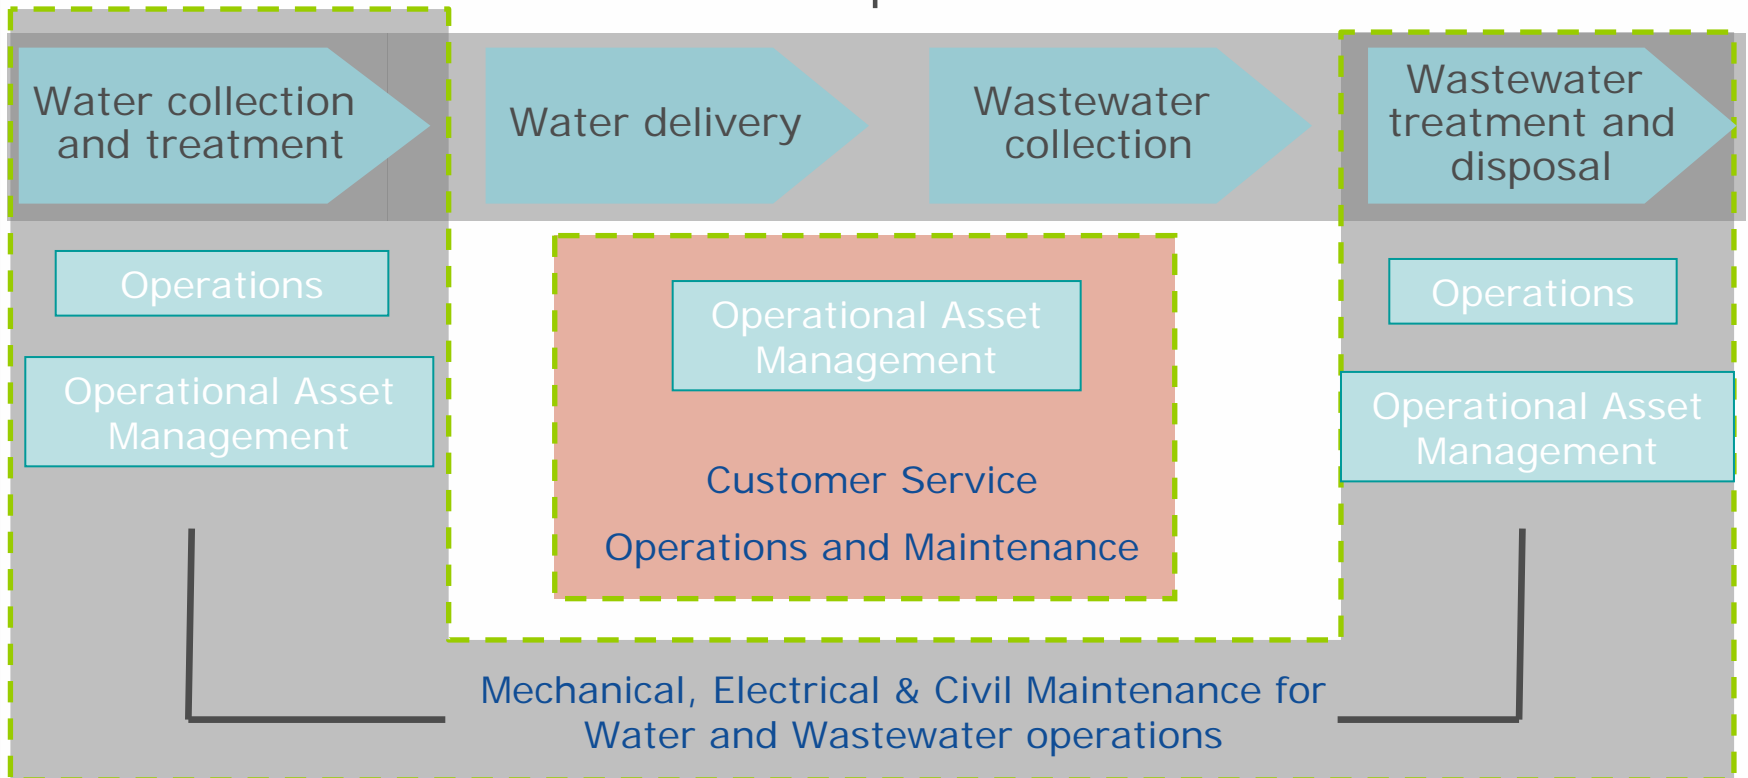 Water collection
and treatment
Water delivery
Wastewater
collection
Wastewater
treatment and
disposal
Operations
Operational Asset
Management
Operational Asset
Management
Customer Service
Operations and Maintenance
Operations
Operational Asset
Management
Mechanical, Electrical & Civil Maintenance for
Water and Wastewater operations